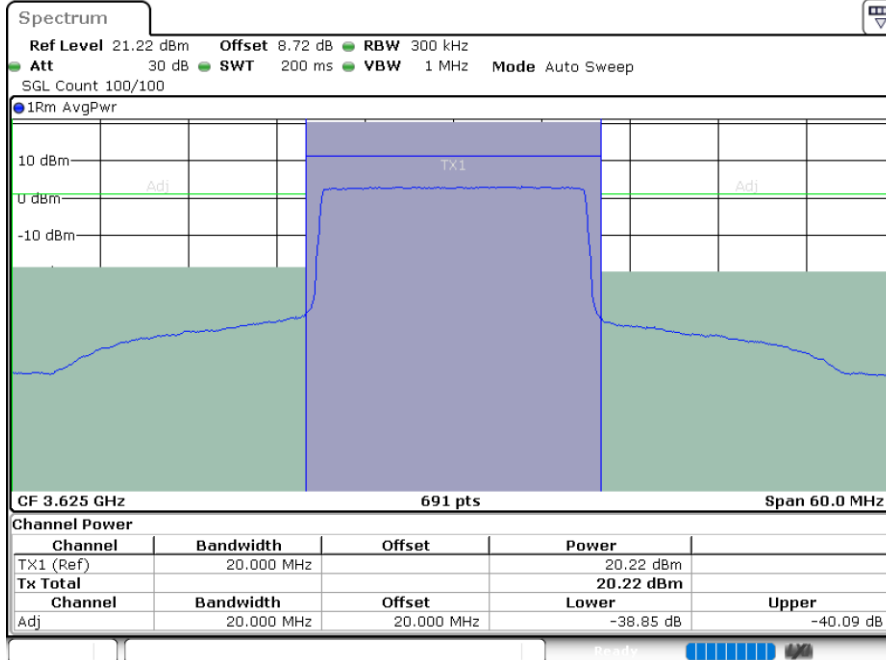 Spectrum
Ref Level 21.22 dBm Offset 8.72 dB RBW 300 kHz
Att 30 dB SWT 200 ms VBW 1 MHz Mode Auto Sweep
SGL Count 100/100
1Rm AvgPwr
10 dBm
TX1
Adj Adj
0 dBm
-10 dBm
CF 3.625 GHz 691 pts Span 60.0 MHz
Channel Power
Channel Bandwidth Offset Power
TX1 (Ref) 20.000 MHz 20.22 dBm
Tx Total 20.22 dBm
Channel Bandwidth Offset Lower Upper
Adj 20.000 MHz 20.000 MHz -38.85 dB -40.09 dB
Ready